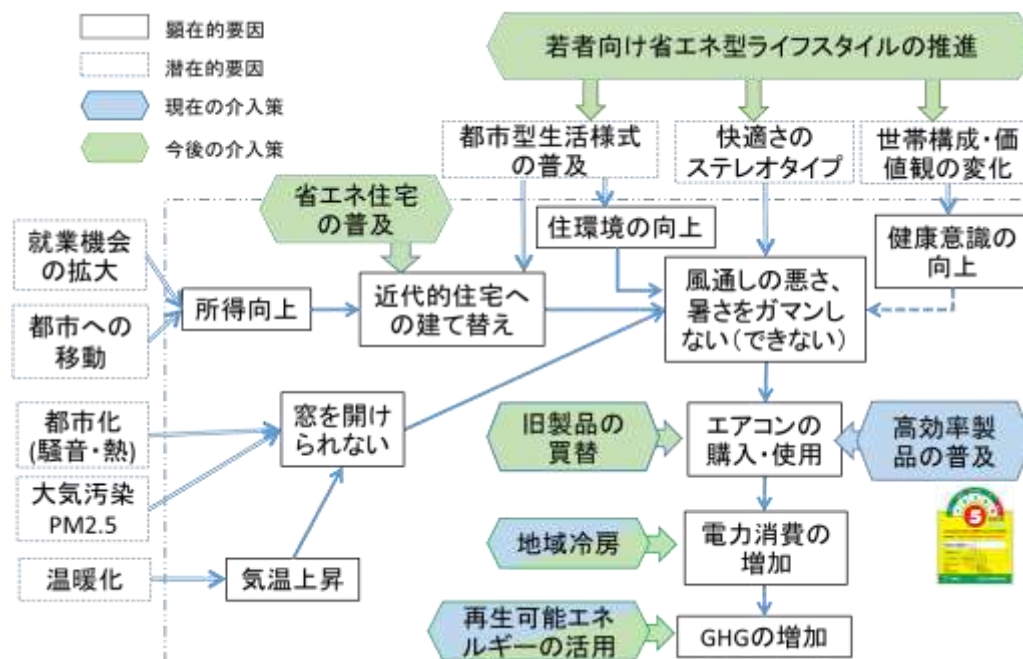 顕在的要因
潜在的要因
現在の介入策
今後の介入策
若者向け省エネ型ライフスタイルの推進
都市型生活様式
の普及
快適さの
ステレオタイプ
世帯構成・価
値観の変化
省エネ住宅
の普及
住環境の向上
健康意識の
向上
就業機会
の拡大
都市への
移動
所得向上
近代的住宅へ
の建て替え
風通しの悪さ、
暑さをガマンし
ない(できない)
都市化
(騒音・熱)
窓を開け
られない
旧製品の
買替
エアコンの
購入・使用
高効率製
品の普及
大気汚染
PM2.5
5
地域冷房
電力消費の
増加
温暖化
気温上昇
再生可能エネ
ルギーの活用
GHGの増加